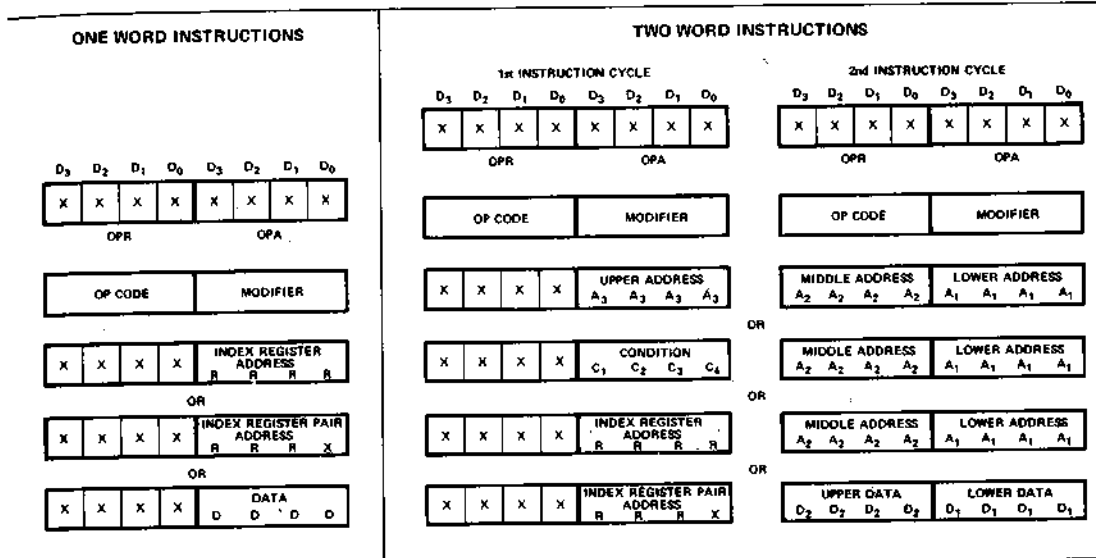 ONE WORD INSTRUCTIONS
D3 D2 D1 D0 D3 D2 D1 D0
X X X X X X X X
OPR OPA
OP CODE MODIFIER
X X X X INDEX REGISTER
ADDRESS
R R R R
OR
X X X X INDEX REGISTER PAIR
ADDRESS
R R R X
OR
X X X X DATA
D D D D
TWO WORD INSTRUCTIONS
1st INSTRUCTION CYCLE 2nd INSTRUCTION CYCLE
D3 D2 D1 D0 D3 D2 D1 D0 D3 D2 D1 D0 D3 D2 D1 D0
X X X X X X X X X X X X X X X X
OPR OPA OPR OPA
OP CODE MODIFIER OP CODE MODIFIER
X X X X UPPER ADDRESS MIDDLE ADDRESS LOWER ADDRESS
A3 A3 A3 A3 A2 A2 A2 A2 A1 A1 A1 A1
OR
X X X X CONDITION MIDDLE ADDRESS LOWER ADDRESS
C1 C2 C3 C4 A2 A2 A2 A2 A1 A1 A1 A1
OR
X X X X INDEX REGISTER MIDDLE ADDRESS LOWER ADDRESS
ADDRESS
R R R R A2 A2 A2 A2 A1 A1 A1 A1
OR
X X X X INDEX REGISTER PAIR UPPER DATA LOWER DATA
ADDRESS
R R R X D2 D2 D2 D2 D1 D1 D1 D1